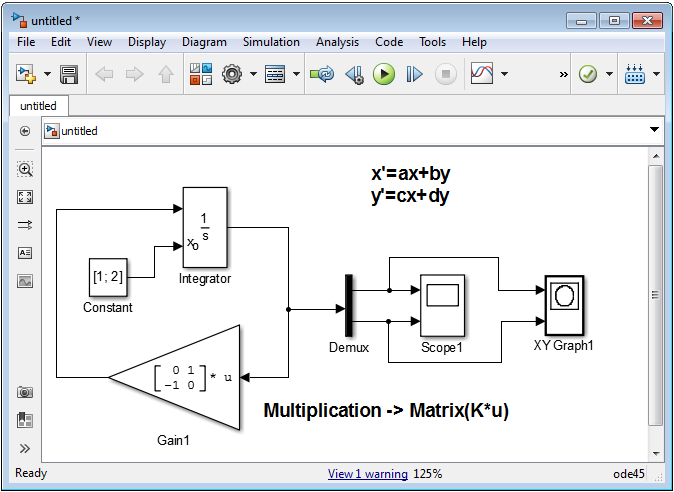 untitled *
File Edit View Display Diagram Simulation Analysis Code Tools Help
»
untitled
untitled
x'=ax+by
y'=cx+dy
1
s
x0
Integrator
[1; 2]
Constant
Demux
Scope1
XY Graph1
0 1
−1 0
* u
Gain1
Multiplication -> Matrix(K*u)
Ready View 1 warning 125% ode45